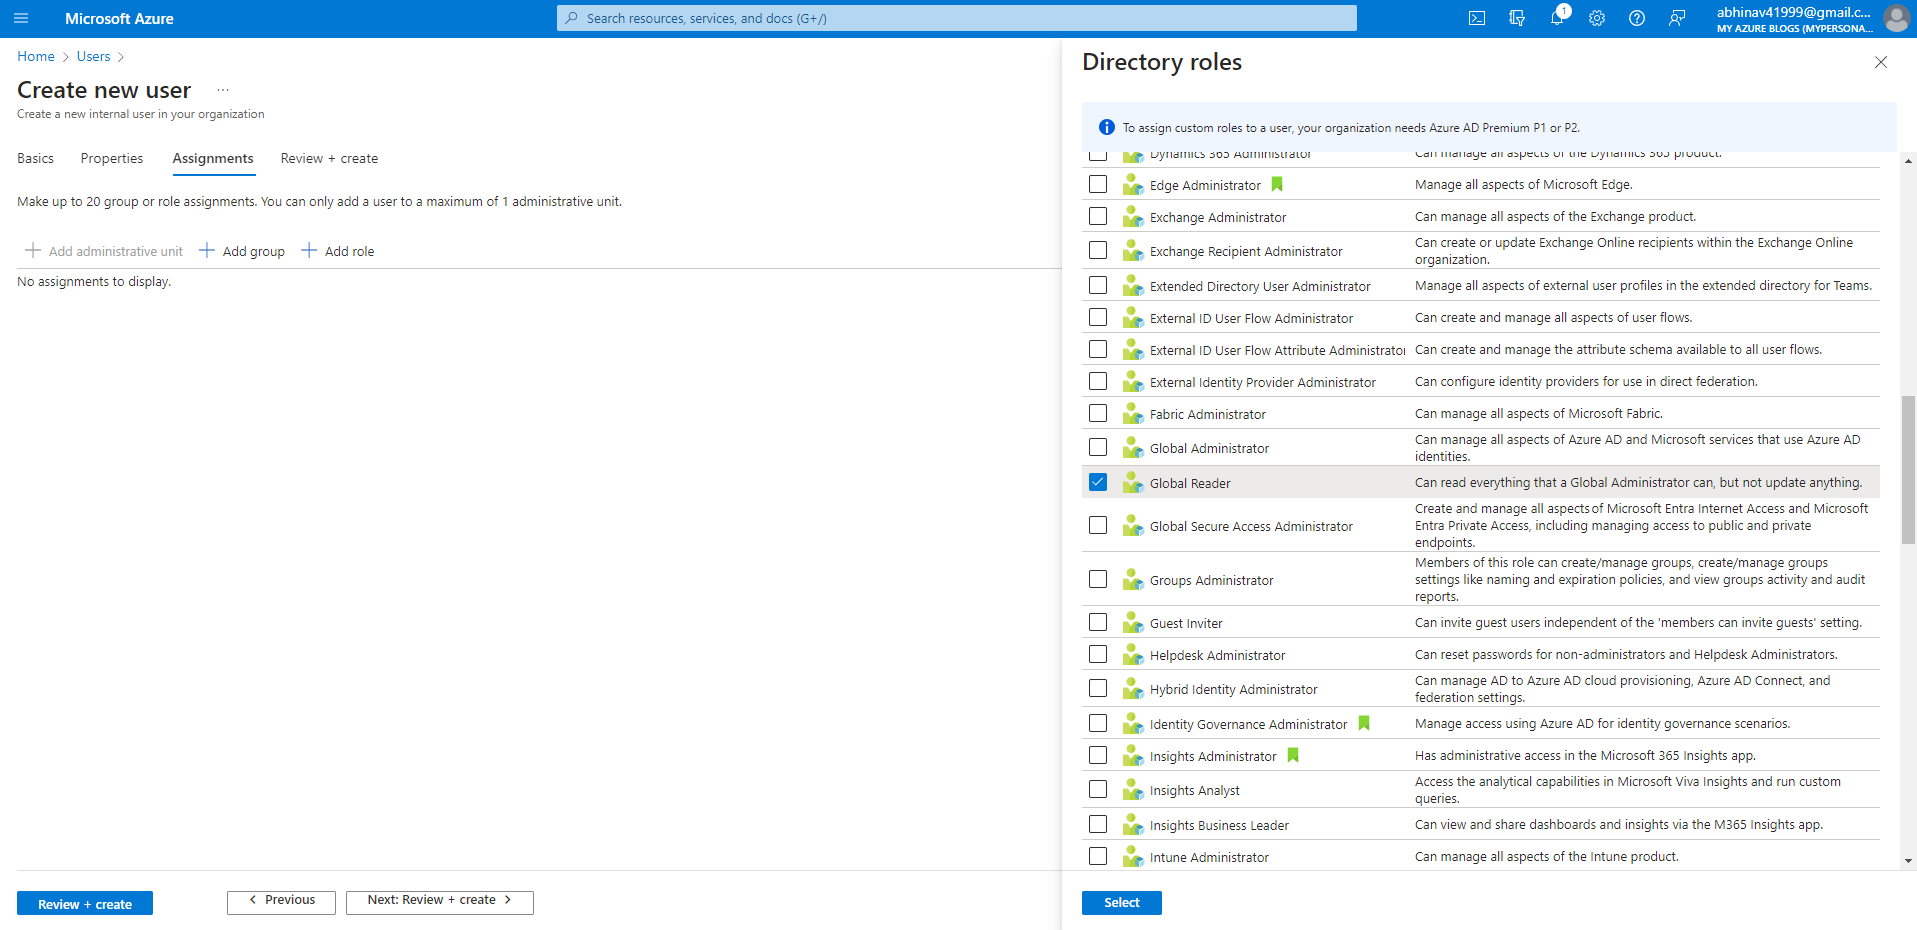 Microsoft Azure
Search resources, services, and docs (G+/)
1
abhinav41999@gmail.c...
MY AZURE BLOGS (MYPERSONA...
Home > Users >
Create new user ...
Create a new internal user in your organization
Basics Properties Assignments Review + create
Make up to 20 group or role assignments. You can only add a user to a maximum of 1 administrative unit.
Add administrative unit Add group Add role
No assignments to display.
Review + create < Previous Next: Review + create >
Directory roles
To assign custom roles to a user, your organization needs Azure AD Premium P1 or P2.
Dynamics 365 Administrator Can manage all aspects of the Dynamics 365 product.
Edge Administrator Manage all aspects of Microsoft Edge.
Exchange Administrator Can manage all aspects of the Exchange product.
Exchange Recipient Administrator Can create or update Exchange Online recipients within the Exchange Online
organization.
Extended Directory User Administrator Manage all aspects of external user profiles in the extended directory for Teams.
External ID User Flow Administrator Can create and manage all aspects of user flows.
External ID User Flow Attribute Administrator Can create and manage the attribute schema available to all user flows.
External Identity Provider Administrator Can configure identity providers for use in direct federation.
Fabric Administrator Can manage all aspects of Microsoft Fabric.
Global Administrator Can manage all aspects of Azure AD and Microsoft services that use Azure AD
identities.
Global Reader Can read everything that a Global Administrator can, but not update anything.
Global Secure Access Administrator Create and manage all aspects of Microsoft Entra Internet Access and Microsoft
Entra Private Access, including managing access to public and private
endpoints.
Groups Administrator Members of this role can create/manage groups, create/manage groups
settings like naming and expiration policies, and view groups activity and audit
reports.
Guest Inviter Can invite guest users independent of the 'members can invite guests' setting.
Helpdesk Administrator Can reset passwords for non-administrators and Helpdesk Administrators.
Hybrid Identity Administrator Can manage AD to Azure AD cloud provisioning, Azure AD Connect, and
federation settings.
Identity Governance Administrator Manage access using Azure AD for identity governance scenarios.
Insights Administrator Has administrative access in the Microsoft 365 Insights app.
Insights Analyst Access the analytical capabilities in Microsoft Viva Insights and run custom
queries.
Insights Business Leader Can view and share dashboards and insights via the M365 Insights app.
Intune Administrator Can manage all aspects of the Intune product.
Select